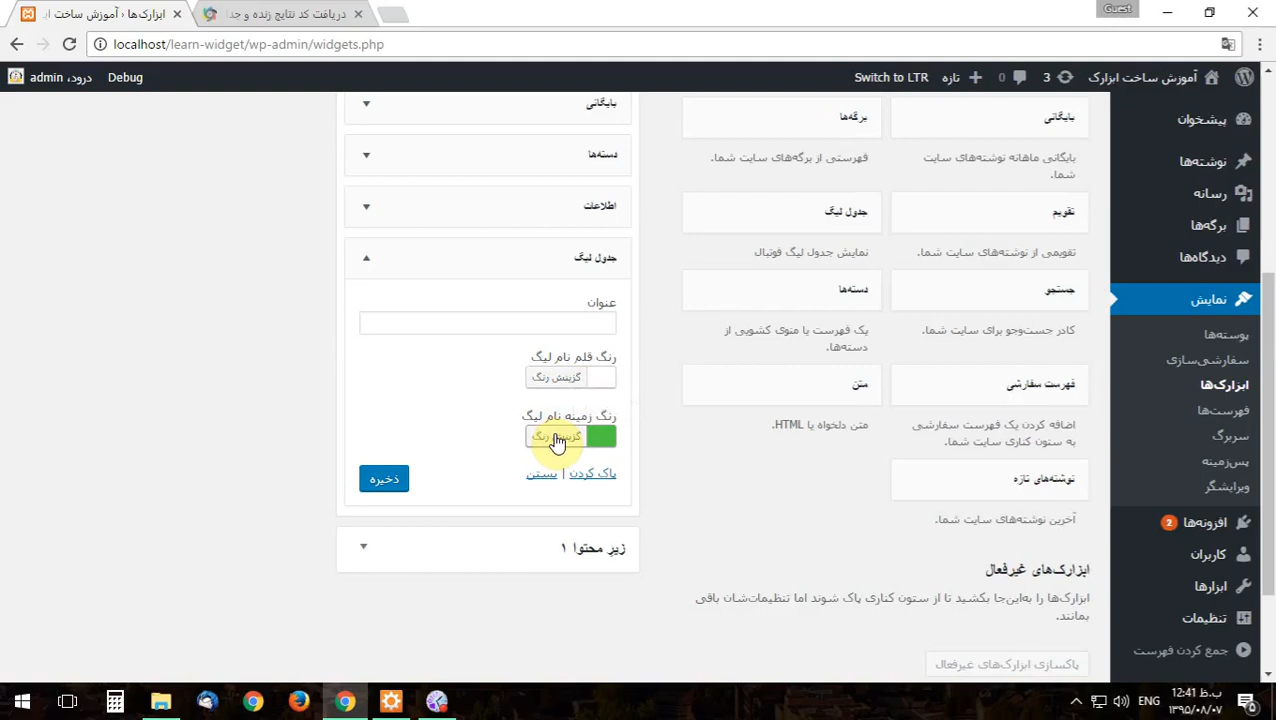 ابزارک‌ها ‹ آموزش ساخت ابز
دریافت کد نتایج زنده و جدا
Guest
localhost/learn-widget/wp-admin/widgets.php
آموزش ساخت ابزارک
3
0
تازه
Switch to LTR
Debug
درود، admin
پیشخوان
نوشته‌ها
رسانه
برگه‌ها
دیدگاه‌ها
نمایش
پوسته‌ها
سفارشی‌سازی
ابزارک‌ها
فهرست‌ها
سربرگ
پس‌زمینه
ویرایشگر
افزونه‌ها 2
کاربران
ابزارها
تنظیمات
جمع کردن فهرست
بایگانی
بایگانی ماهانه نوشته‌های سایت
شما.
برگه‌ها
فهرستی از برگه‌های سایت شما.
تقویم
تقویمی از نوشته‌های سایت شما.
جدول لیگ
نمایش جدول لیگ فوتبال
جستجو
کادر جست‌وجو برای سایت شما.
دسته‌ها
یک فهرست یا منوی کشویی از
دسته‌ها.
فهرست سفارشی
اضافه کردن یک فهرست سفارشی
به ستون کناری سایت شما.
متن
متن دلخواه یا HTML.
نوشته‌های تازه
آخرین نوشته‌های سایت شما.
ابزارک‌های غیرفعال
ابزارک‌ها را به‌این‌جا بکشید تا از ستون کناری پاک شوند اما تنظیمات‌شان باقی
بمانند.
پاکسازی ابزارک‌های غیرفعال
بایگانی
دسته‌ها
اطلاعات
جدول لیگ
عنوان
رنگ قلم نام لیگ
گزینش رنگ
رنگ زمینه نام لیگ
گزینش رنگ
پاک کردن | بستن
ذخیره
زیرِ محتوا ۱
ENG
ب.ظ 12:41
۱۳۹۵/۰۸/۰۷